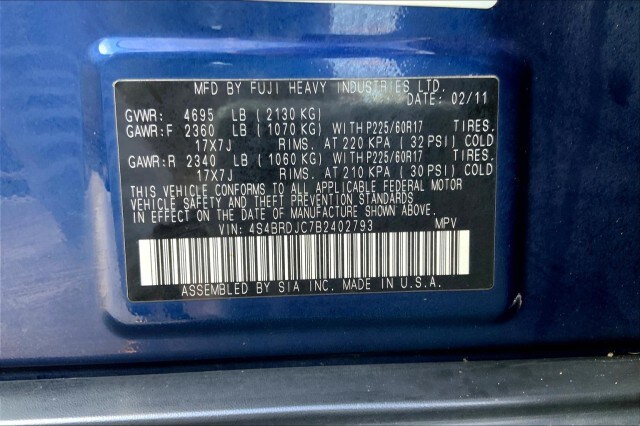 MFD BY FUJI HEAVY INDUSTRIES LTD.
DATE: 02/11
GVWR: 4695 LB (2130 KG)
GAWR:F 2360 LB (1070 KG) WITH P225/60R17 TIRES.
17X7J RIMS. AT 220 KPA (32 PSI) COLD
GAWR:R 2340 LB (1060 KG) WITH P225/60R17 TIRES.
17X7J RIMS. AT 210 KPA (30 PSI) COLD
THIS VEHICLE CONFORMS TO ALL APPLICABLE FEDERAL MOTOR
VEHICLE SAFETY AND THEFT PREVENTION STANDARDS
IN EFFECT ON THE DATE OF MANUFACTURE SHOWN ABOVE.
VIN: 4S4BRDJC7B2402793 MPV
ASSEMBLED BY SIA INC. MADE IN U.S.A.